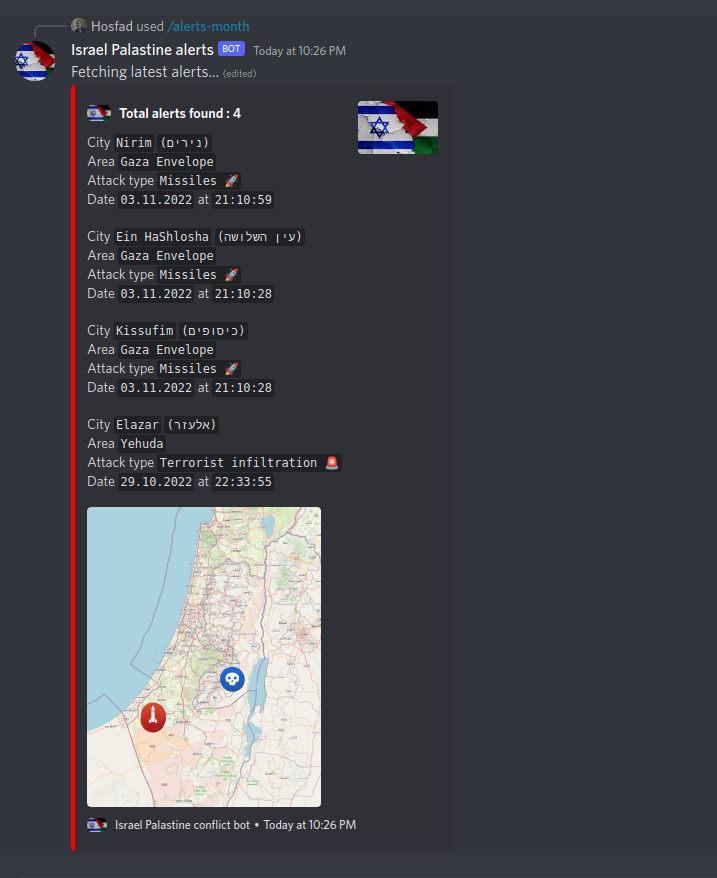 Hosfad used /alerts-month
Israel Palastine alerts BOT Today at 10:26 PM
Fetching latest alerts... (edited)
Total alerts found : 4
City Nirim (נירים)
Area Gaza Envelope
Attack type Missiles 🚀
Date 03.11.2022 at 21:10:59
City Ein HaShlosha (עין השלושה)
Area Gaza Envelope
Attack type Missiles 🚀
Date 03.11.2022 at 21:10:28
City Kissufim (כיסופים)
Area Gaza Envelope
Attack type Missiles 🚀
Date 03.11.2022 at 21:10:28
City Elazar (אלעזר)
Area Yehuda
Attack type Terrorist infiltration 🚨
Date 29.10.2022 at 22:33:55
Israel Palastine conflict bot • Today at 10:26 PM